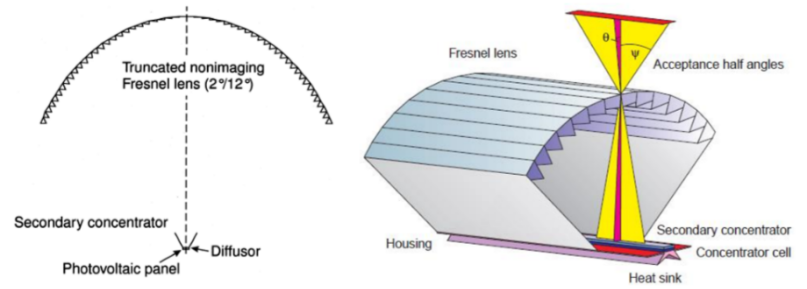 Truncated nonimaging
Fresnel lens (2°/12°)
Secondary concentrator
Diffusor
Photovoltaic panel
Fresnel lens
θ
ψ
Acceptance half angles
Housing
Secondary concentrator
Concentrator cell
Heat sink